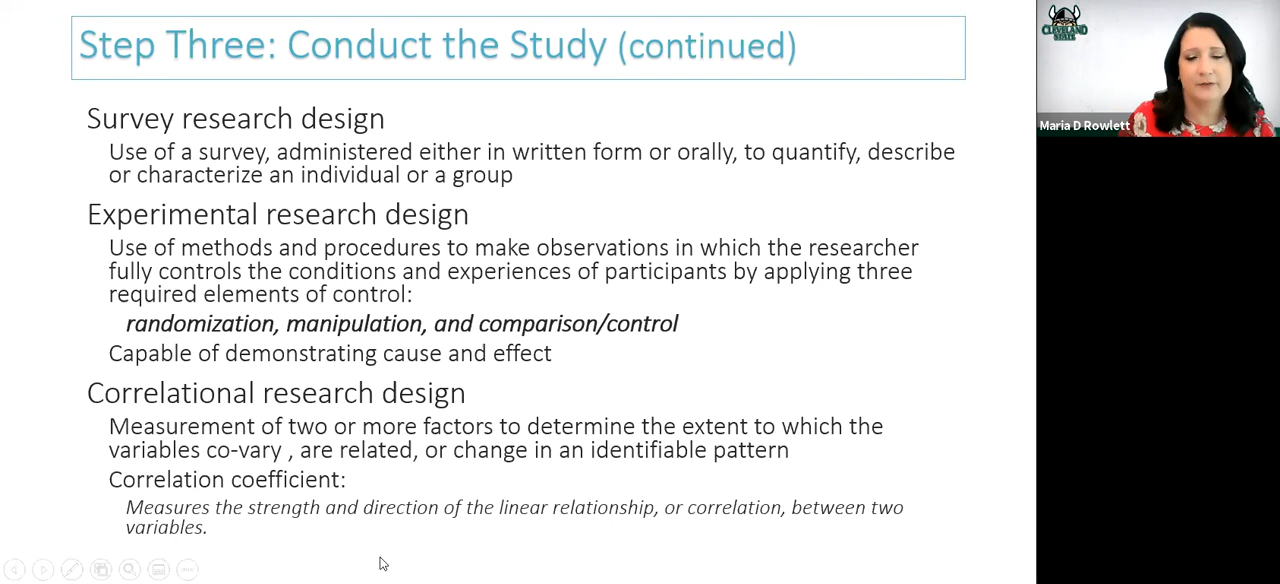 Step Three: Conduct the Study (continued)
Survey research design
Use of a survey, administered either in written form or orally, to quantify, describe
or characterize an individual or a group
Experimental research design
Use of methods and procedures to make observations in which the researcher
fully controls the conditions and experiences of participants by applying three
required elements of control:
randomization, manipulation, and comparison/control
Capable of demonstrating cause and effect
Correlational research design
Measurement of two or more factors to determine the extent to which the
variables co-vary , are related, or change in an identifiable pattern
Correlation coefficient:
Measures the strength and direction of the linear relationship, or correlation, between two
variables.
CLEVELAND
STATE
Maria D Rowlett